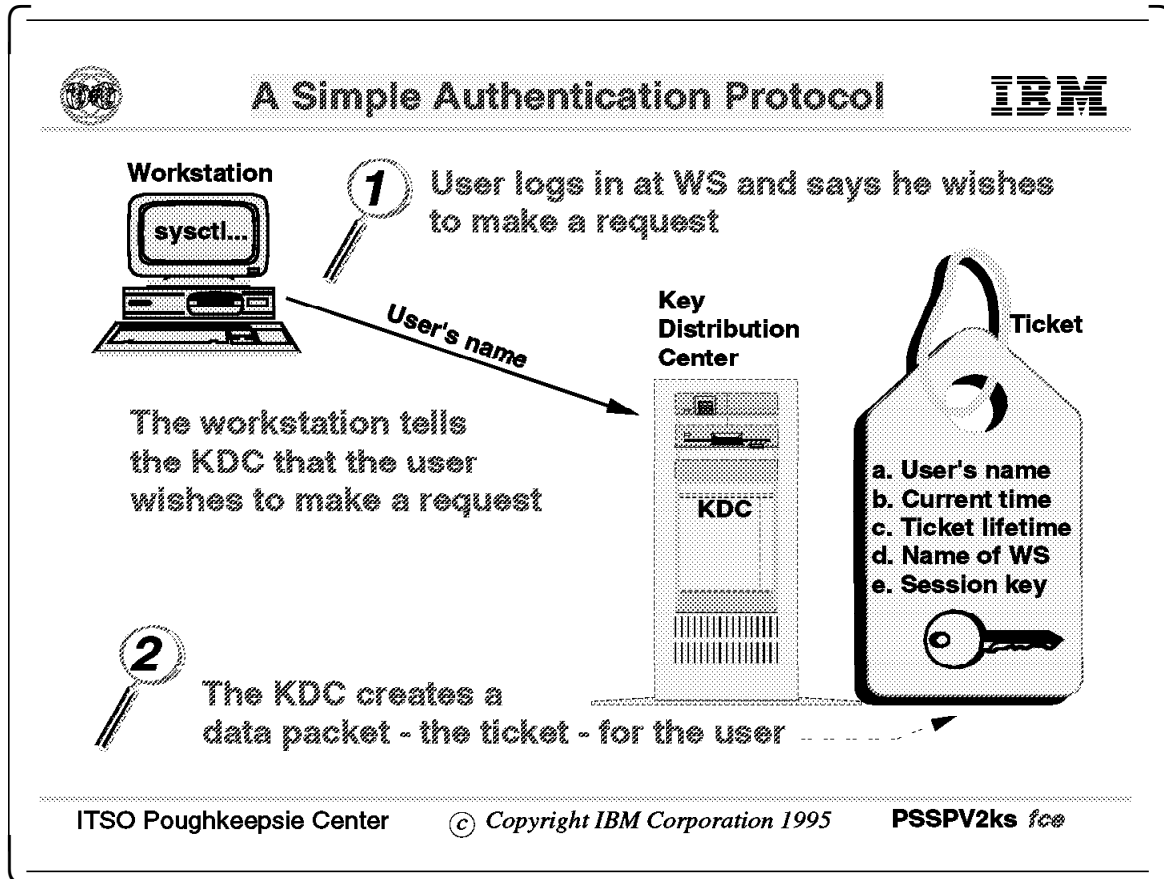 A Simple Authentication Protocol
IBM
Workstation
sysctl...
1
User logs in at WS and says he wishes
to make a request
User's name
Key
Distribution
Center
KDC
Ticket
a. User's name
b. Current time
c. Ticket lifetime
d. Name of WS
e. Session key
The workstation tells
the KDC that the user
wishes to make a request
2
The KDC creates a
data packet - the ticket - for the user
ITSO Poughkeepsie Center
© Copyright IBM Corporation 1995
PSSPV2ks fce